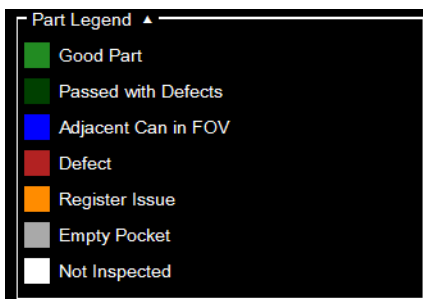 Part Legend ▲
Good Part
Passed with Defects
Adjacent Can in FOV
Defect
Register Issue
Empty Pocket
Not Inspected